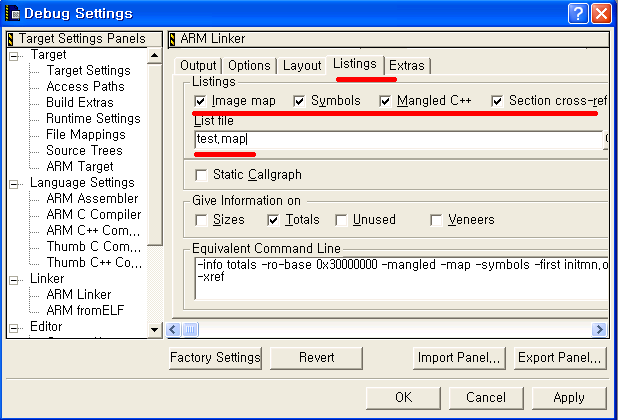 Debug Settings
Target Settings Panels
ARM Linker
Target
Target Settings
Access Paths
Build Extras
Runtime Settings
File Mappings
Source Trees
ARM Target
Language Settings
ARM Assembler
ARM C Compiler
ARM C++ Com...
Thumb C Com...
Thumb C++ Co...
Linker
ARM Linker
ARM fromELF
Editor
Output
Options
Layout
Listings
Extras
Listings
Image map
Symbols
Mangled C++
Section cross-ref
List file
test.map
Static Callgraph
Give Information on
Sizes
Totals
Unused
Veneers
Equivalent Command Line
-info totals -ro-base 0x30000000 -mangled -map -symbols -first initmn.o
-xref
Factory Settings
Revert
Import Panel...
Export Panel...
OK
Cancel
Apply